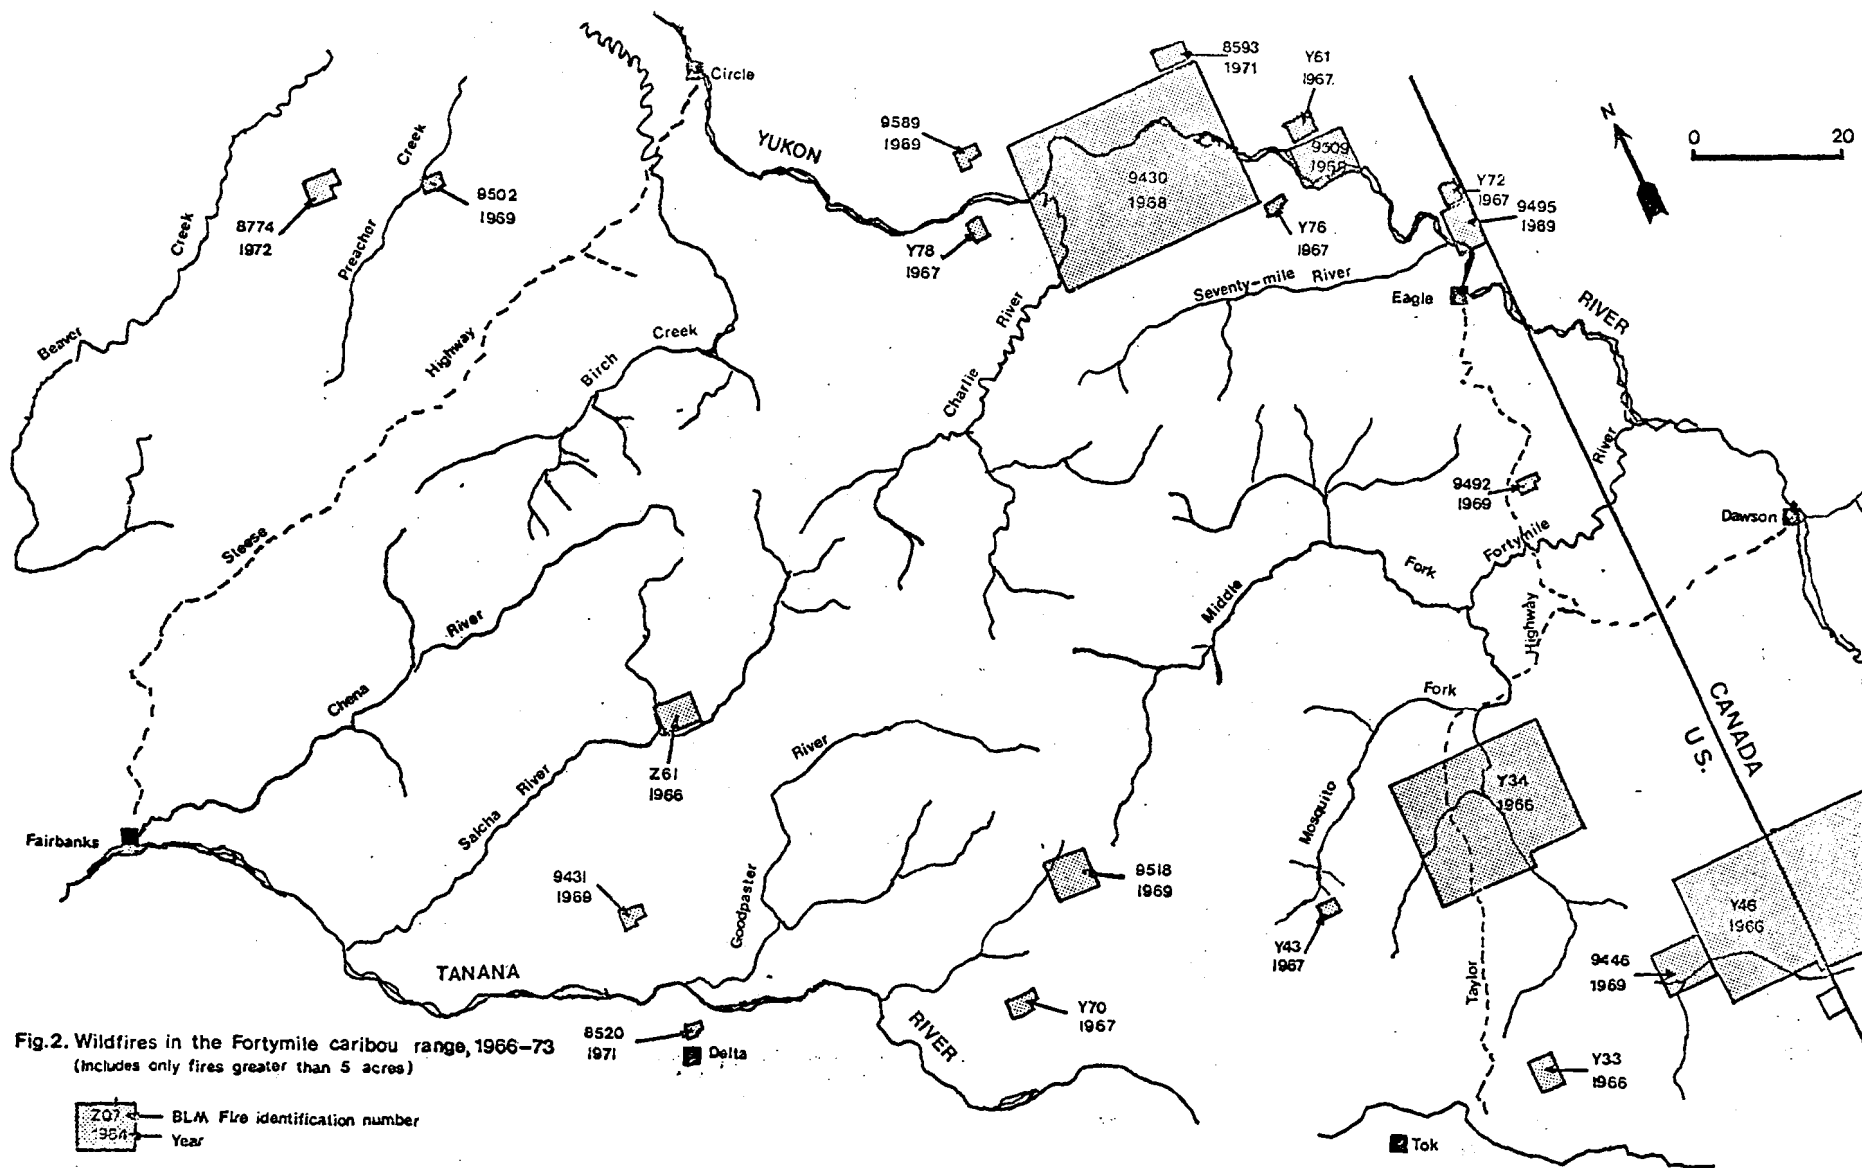 Circle
YUKON
8593
1971
Y61
1967.
N
0 20
9589
1969
9509
1968
9430
1968
Creek
Preacher
8502
1969
8774
1972
Creek
Beaver
Y72
1967
9495
1969
Y76
1967
Y78
1967
Seventy-mile River
Eagle
RIVER
River
Charlie
Highway
Steese
Birch Creek
River
9492
1969
Fortymile
Dawson
Fork
Middle
Highway
River
Chena
Fork
CANADA
U.S.
Z61
1966
River
Salcha River
Mosquito
Y34
1966
Fairbanks
9431
1969
Goodpaster
9518
1969
Y43
1967
Y46
1966
9446
1969
Taylor
TANANA
RIVER
Y70
1967
8520
1971
Delta
Y33
1966
Tok
Fig.2. Wildfires in the Fortymile caribou range, 1966-73
(Includes only fires greater than 5 acres)
Z07
1964
BLM Fire identification number
Year